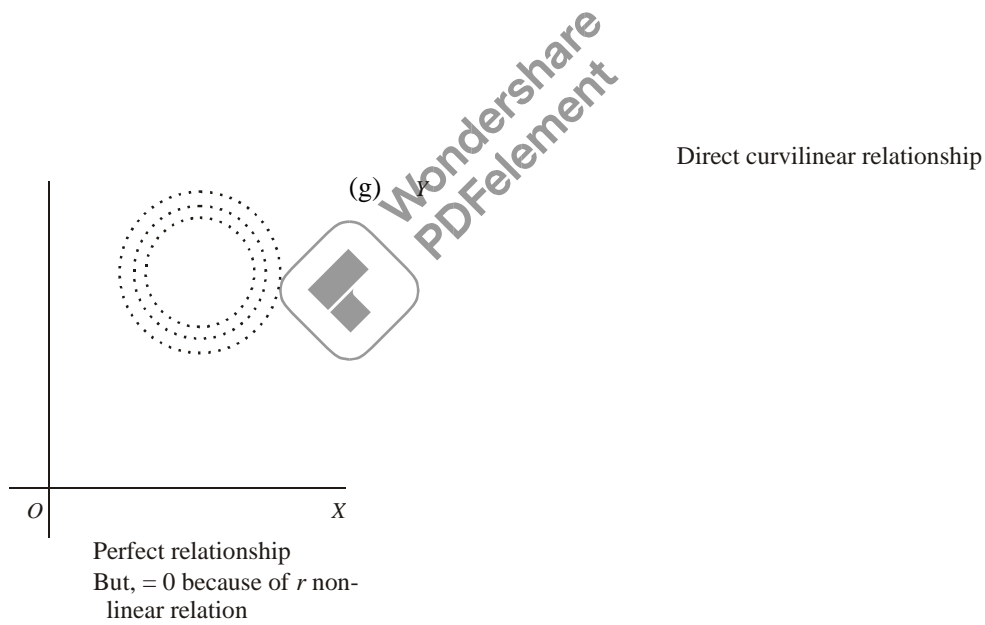 Wondershare
PDFelement
Direct curvilinear relationship
(g) Y
O X
Perfect relationship
But, = 0 because of r non-
linear relation